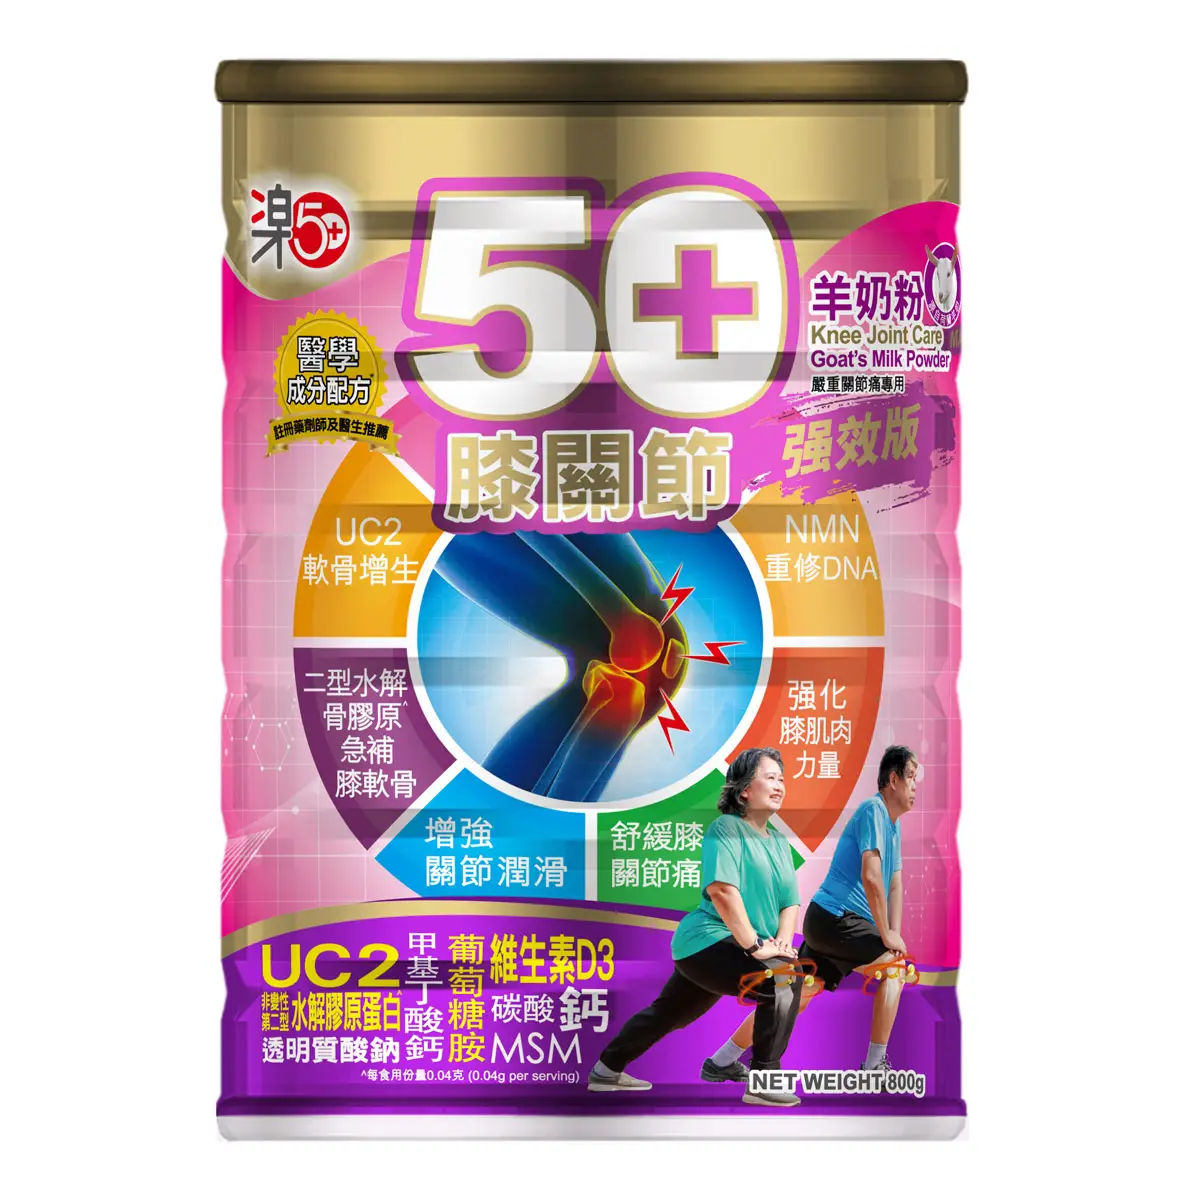 楽5+
50+
膝關節
羊奶粉
Knee Joint Care
Goat's Milk Powder
嚴重關節痛專用
强效版
醫學
成分配方
註冊藥劑師及醫生推薦
UC2
軟骨增生
NMN
重修DNA
二型水解
骨膠原^
急補
膝軟骨
强化
膝肌肉
力量
增強
關節潤滑
舒緩膝
關節痛
UC2
非變性
第二型
水解膠原蛋白^
透明質酸鈉
甲基丁酸鈣
葡萄糖胺
維生素D3
碳酸鈣
MSM
^每食用份量0.04克 (0.04g per serving)
NET WEIGHT 800g